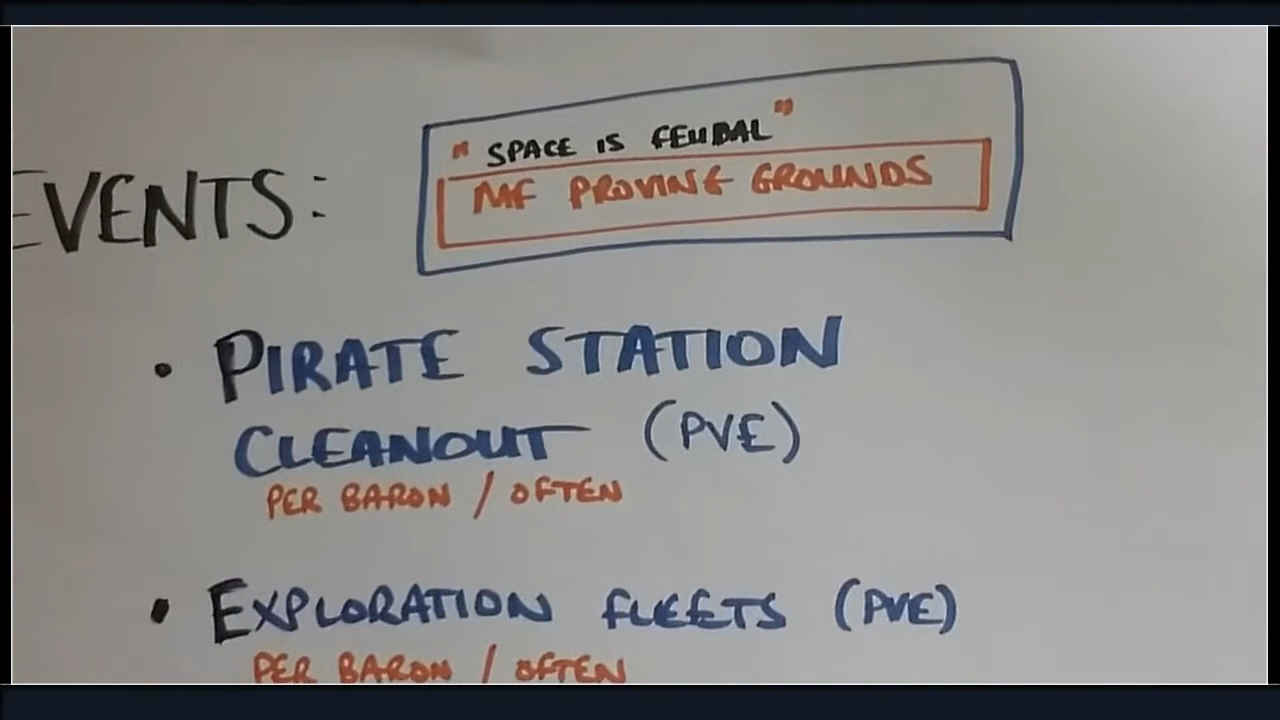 "SPACE IS FEUDAL"
MF PROVING GROUNDS
EVENTS:
• PIRATE STATION
CLEANOUT (PVE)
PER BARON / OFTEN
• EXPLORATION FLEETS (PVE)
PER BARON / OFTEN